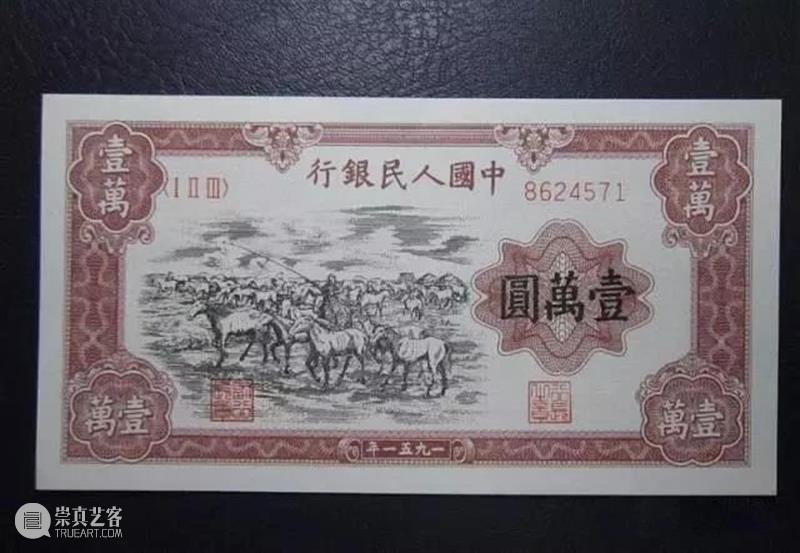 壹萬
中國人民銀行
壹萬
〈I II III〉
8624571
壹萬圓
壹萬
一九五一年
壹萬
崇真艺客
TRUEART.COM